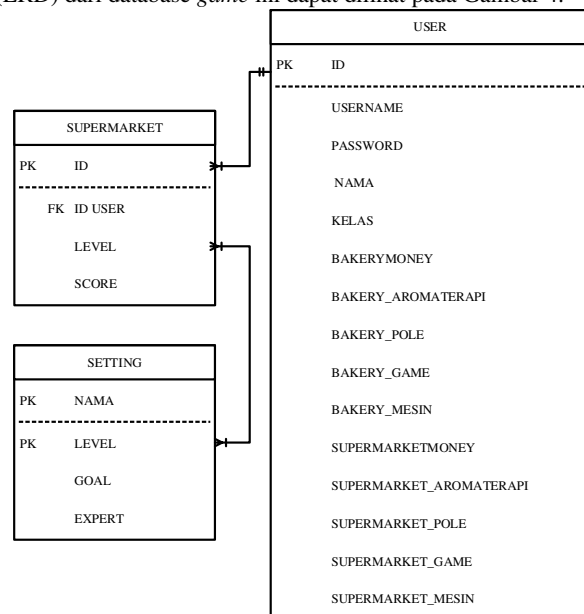 (ERD) dari database game ini dapat dilihat pada Gambar 4.
USER
PK ID
USERNAME
PASSWORD
NAMA
KELAS
BAKERYMONEY
BAKERY_AROMATERAPI
BAKERY_POLE
BAKERY_GAME
BAKERY_MESIN
SUPERMARKETMONEY
SUPERMARKET_AROMATERAPI
SUPERMARKET_POLE
SUPERMARKET_GAME
SUPERMARKET_MESIN
SUPERMARKET
PK ID
FK ID USER
LEVEL
SCORE
SETTING
PK NAMA
PK LEVEL
GOAL
EXPERT